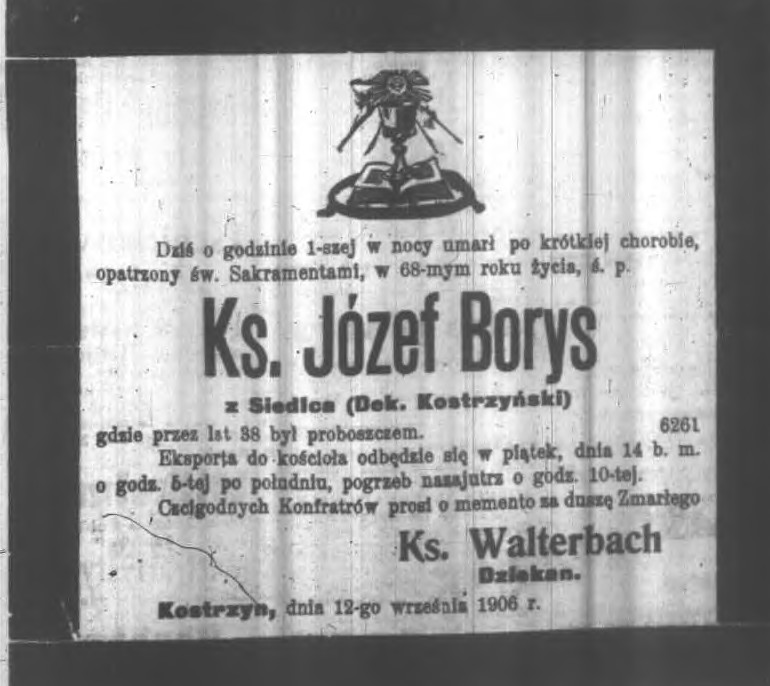 Dziś o godzinie 1-szej w nocy umarł po krótkiej chorobie,
opatrzony św. Sakramentami, w 68-mym roku życia, ś. p.
Ks. Józef Borys
z Siedlca (Dek. Kostrzyński)
gdzie przez lat 38 był proboszczem. 6261
Eksporta do kościoła odbędzie się w piątek, dnia 14 b. m.
o godz. 5-tej po południu, pogrzeb nazajutrz o godz. 10-tej.
Czcigodnych Konfratrów prosi o memento za duszę Zmarłego
Ks. Walterbach
Dziekan.
Kostrzyn, dnia 12-go września 1906 r.